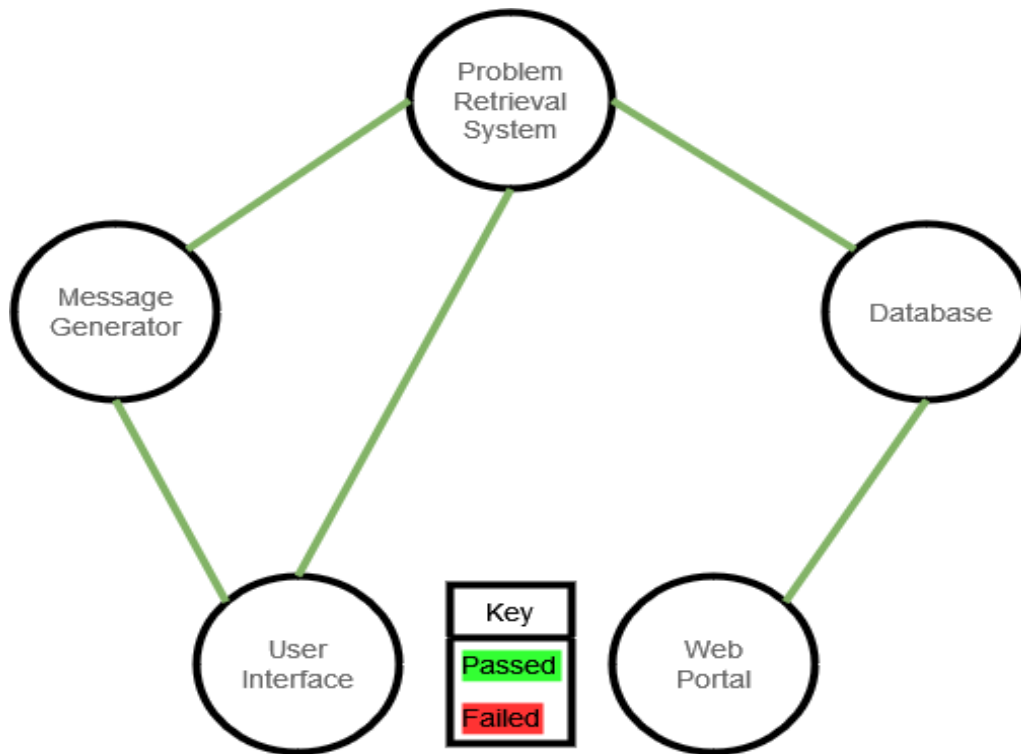 Problem
Retrieval
System
Message
Generator
Database
User
Interface
Key
Passed
Failed
Web
Portal